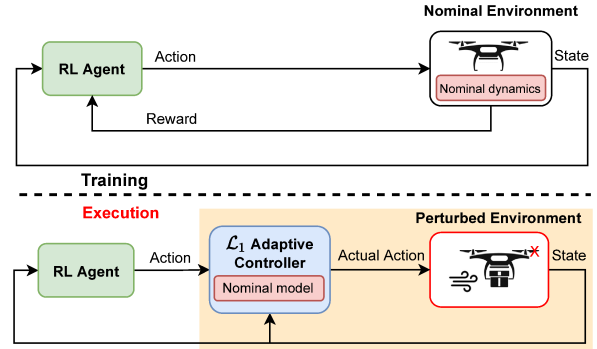 Nominal Environment
RL Agent
Action
State
Nominal dynamics
Reward
Training
Execution
Perturbed Environment
RL Agent
Action
ℒ₁ Adaptive
Controller
Nominal model
Actual Action
State